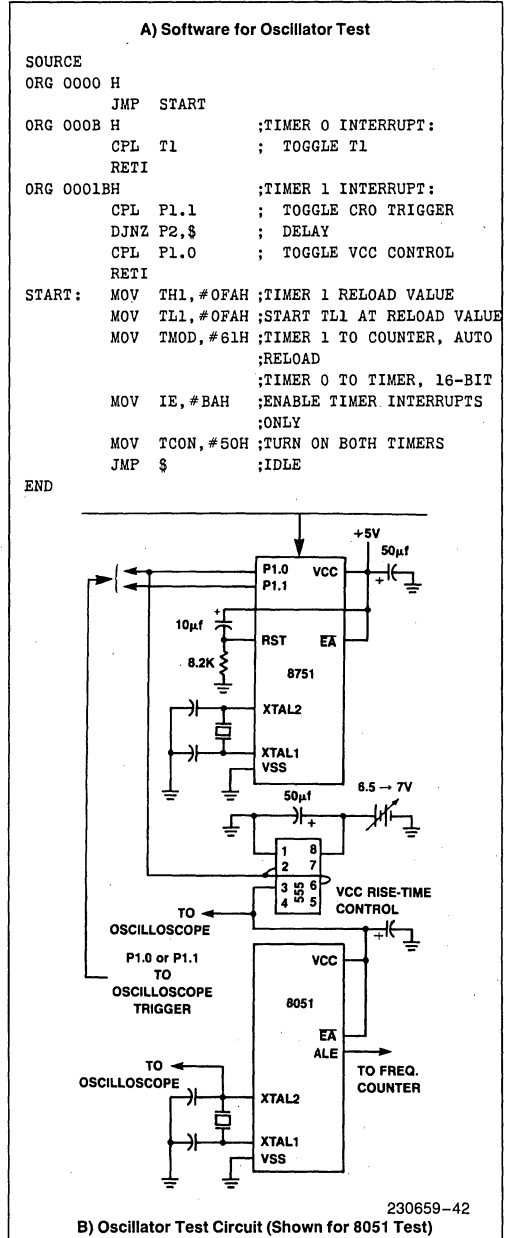 A) Software for Oscillator Test
SOURCE
ORG 0000 H
JMP START
ORG 000B H ;TIMER 0 INTERRUPT:
CPL T1 ; TOGGLE T1
RETI
ORG 0001BH ;TIMER 1 INTERRUPT:
CPL P1.1 ; TOGGLE CRO TRIGGER
DJNZ P2,$ ; DELAY
CPL P1.0 ; TOGGLE VCC CONTROL
RETI
START: MOV TH1,#0FAH ;TIMER 1 RELOAD VALUE
MOV TL1,#0FAH ;START TL1 AT RELOAD VALUE
MOV TMOD,#61H ;TIMER 1 TO COUNTER, AUTO
;RELOAD
;TIMER 0 TO TIMER, 16-BIT
MOV IE,#BAH ;ENABLE TIMER INTERRUPTS
;ONLY
MOV TCON,#50H ;TURN ON BOTH TIMERS
JMP $ ;IDLE
END
+5V
P1.0 VCC 50µf
+
P1.1
+
10µf
RST EA
8.2K
8751
XTAL2
XTAL1
VSS
50µf 6.5 → 7V
+
1 8
2 7
3 555 6
4 5
VCC RISE-TIME
CONTROL
TO
OSCILLOSCOPE
+
P1.0 or P1.1
TO
OSCILLOSCOPE
TRIGGER
VCC
8051
EA
ALE
TO FREQ.
COUNTER
TO
OSCILLOSCOPE
XTAL2
XTAL1
VSS
230659-42
B) Oscillator Test Circuit (Shown for 8051 Test)